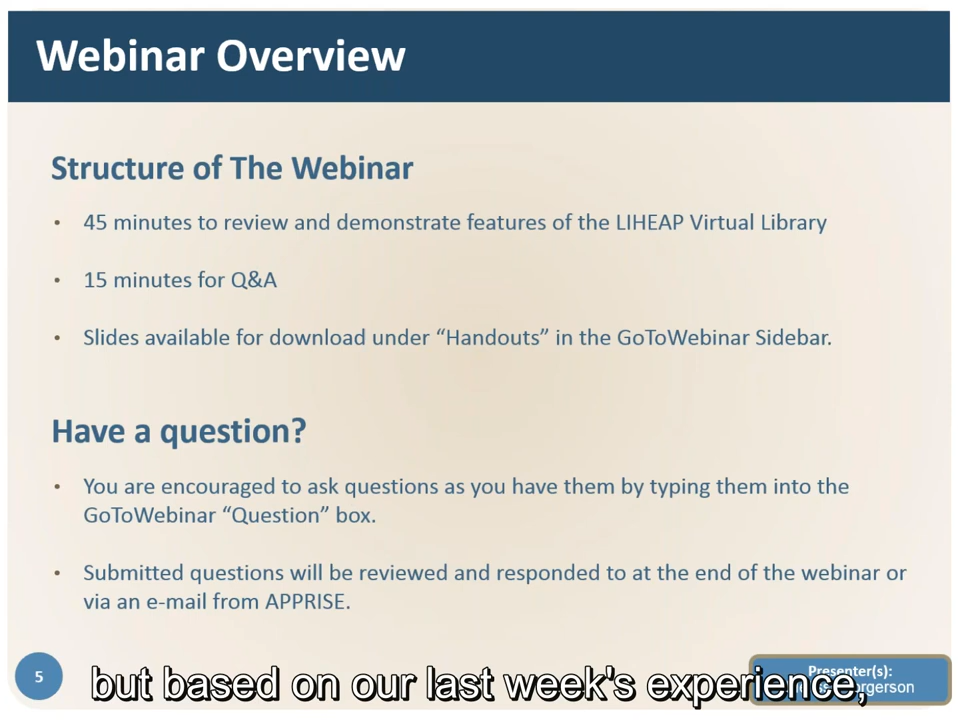 Webinar Overview
Structure of The Webinar
• 45 minutes to review and demonstrate features of the LIHEAP Virtual Library
• 15 minutes for Q&A
• Slides available for download under “Handouts” in the GoToWebinar Sidebar.
Have a question?
• You are encouraged to ask questions as you have them by typing them into the
GoToWebinar “Question” box.
• Submitted questions will be reviewed and responded to at the end of the webinar or
via an e-mail from APPRISE.
5
Presenter(s):
but based on our last week's experience,